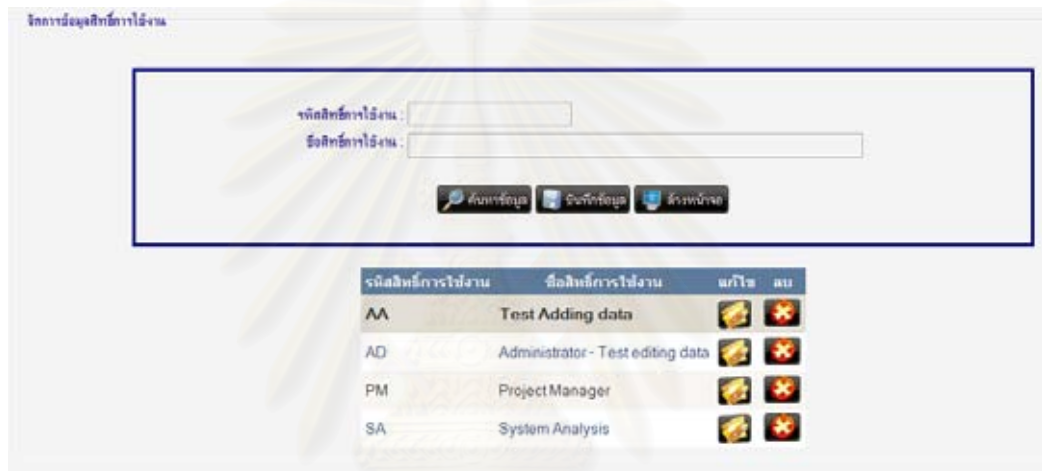 จัดการข้อมูลสิทธิ์การใช้งาน
รหัสสิทธิ์การใช้งาน :
ชื่อสิทธิ์การใช้งาน :
ค้นหาข้อมูล บันทึกข้อมูล ล้างหน้าจอ
รหัสสิทธิ์การใช้งาน ชื่อสิทธิ์การใช้งาน แก้ไข ลบ
AA Test Adding data
AD Administrator - Test editing data
PM Project Manager
SA System Analysis